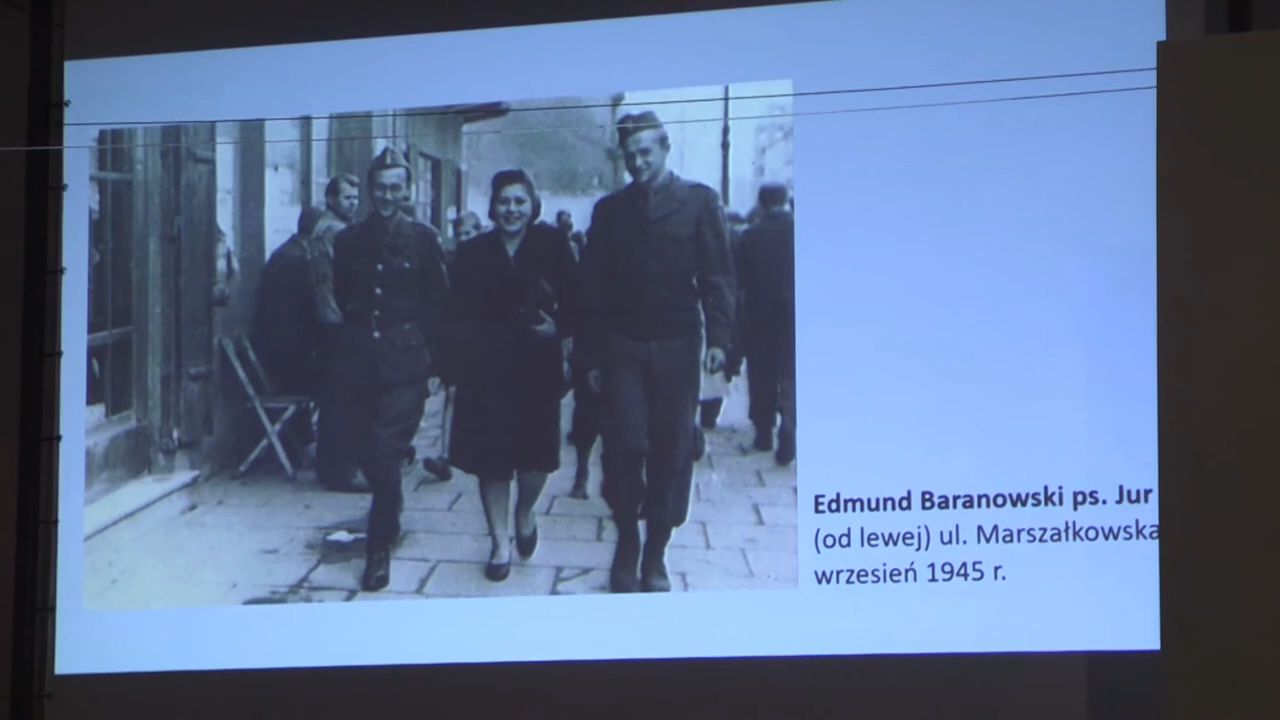 Edmund Baranowski ps. Jur
(od lewej) ul. Marszałkowska
wrzesień 1945 r.